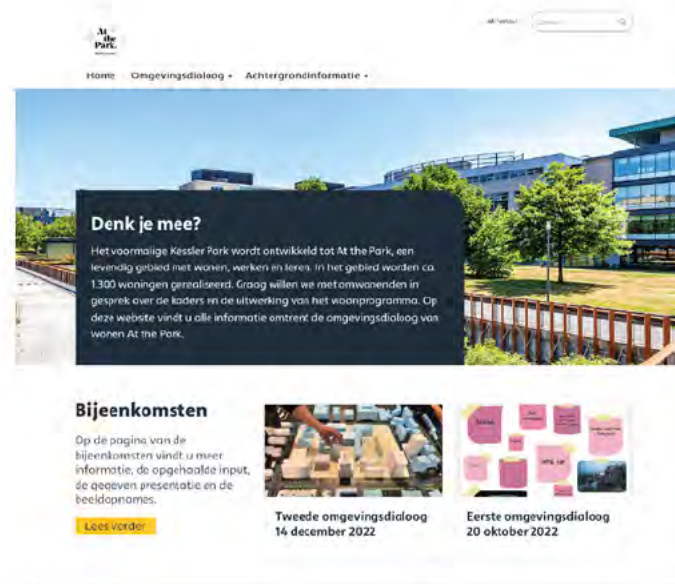 At
the
Park.
Home Omgevingsdialoog Achtergrondinformatie
Denk je mee?
Het voormalige Kessler Park wordt ontwikkeld tot At the Park, een
levendig gebied met wonen, werken en leren. In het gebied worden ca
1.300 woningen gerealiseerd. Graag willen we met omwonenden in
gesprek over de kaders en de uitwerking van het woonprogramma. Op
deze website vindt u alle informatie omtrent de omgevingsdialoog van
wonen At the Park.
Bijeenkomsten
Op de pagina van de
bijeenkomsten vindt u meer
informatie, de opgehaalde input,
de gegeven presentatie en de
beeldopnames.
Lees verder
Tweede omgevingsdialoog
14 december 2022
Eerste omgevingsdialoog
20 oktober 2022